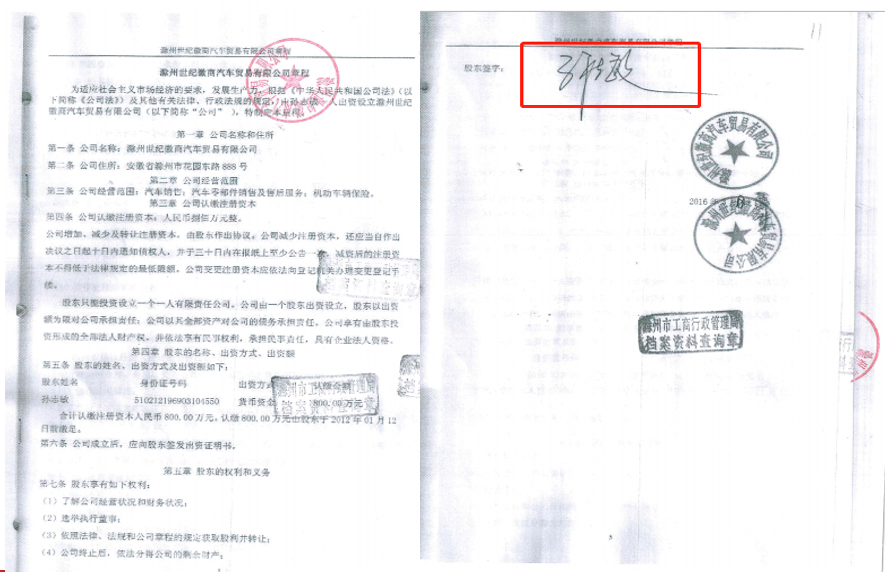 滁州世纪徽商汽车贸易有限公司章程
滁州世纪徽商汽车贸易有限公司章程
为适应社会主义市场经济的要求，发展生产力，根据《中华人民共和国公司法》（以
下简称《公司法》）及其他有关法律、行政法规的规定，由孙志敏一人出资设立滁州世纪
徽商汽车贸易有限公司（以下简称“公司”），特制定本章程。
第一章 公司名称和住所
第一条 公司名称：滁州世纪徽商汽车贸易有限公司
第二条 公司住所：安徽省滁州市花园东路 888 号
第二章 公司经营范围
第三条 公司经营范围：汽车销售；汽车零部件销售及售后服务；机动车辆保险。
第三章 公司认缴注册资本
第四条 公司认缴注册资本：人民币捌佰万元整。
公司增加、减少及转让注册资本，由股东作出协议。公司减少注册资本，还应当自作出
决议之日起十日内通知债权人，并于三十日内在报纸上至少公告一次，减资后的注册资
本不得低于法律规定的最低限额。公司变更注册资本应依法向登记机关办理变更登记手
续。
股东只能投资设立一个一人有限责任公司。公司由一个股东出资设立，股东以出资
额为限对公司承担责任；公司以其全部资产对公司的债务承担责任。公司享有由股东投
资形成的全部法人财产权，并依法享有民事权利，承担民事责任，具有企业法人资格。
第四章 股东的名称、出资方式、出资额
第五条 股东的姓名、出资方式及出资额如下：
股东姓名 身份证号码 出资方式 认缴金额
孙志敏 510212196903104550 货币资金 800.00 万元
合计认缴注册资本人民币 800.00 万元。认缴 800.00 万元由股东于 2012 年 01 月 12
日前缴足。
第六条 公司成立后，应向股东签发出资证明书。
第五章 股东的权利和义务
第七条 股东享有如下权利：
（1）了解公司经营状况和财务状况；
（2）选举执行董事；
（3）依照法律、法规和公司章程的规定获取股利并转让；
（4）公司终止后，依法分得公司的剩余财产；
滁州市工商行政管理局
档案资料查询章
11
股东签字：
孙志敏
滁州世纪徽商汽车贸易有限公司
2016 年
滁州世纪徽商汽车贸易有限公司
滁州市工商行政管理局
档案资料查询章